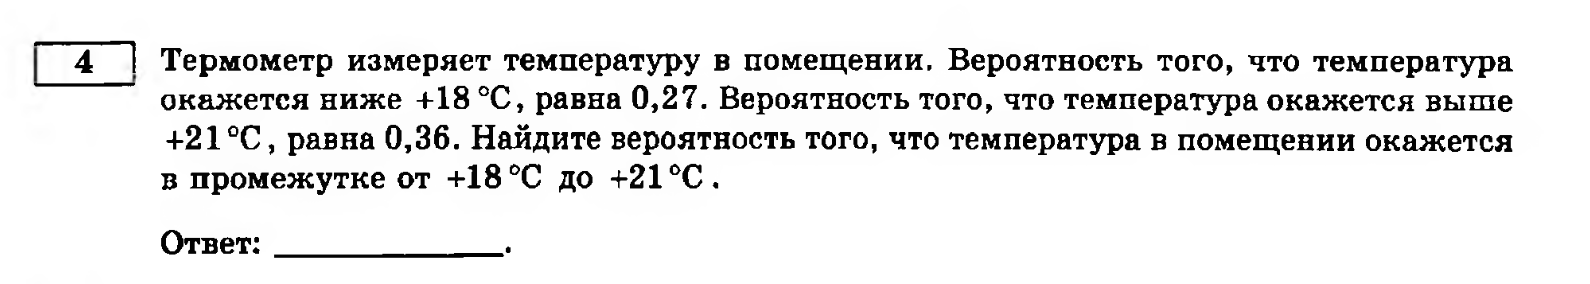 4 Термометр измеряет температуру в помещении. Вероятность того, что температура
окажется ниже +18 °C, равна 0,27. Вероятность того, что температура окажется выше
+21 °C, равна 0,36. Найдите вероятность того, что температура в помещении окажется
в промежутке от +18 °C до +21 °C.
Ответ: ______________.